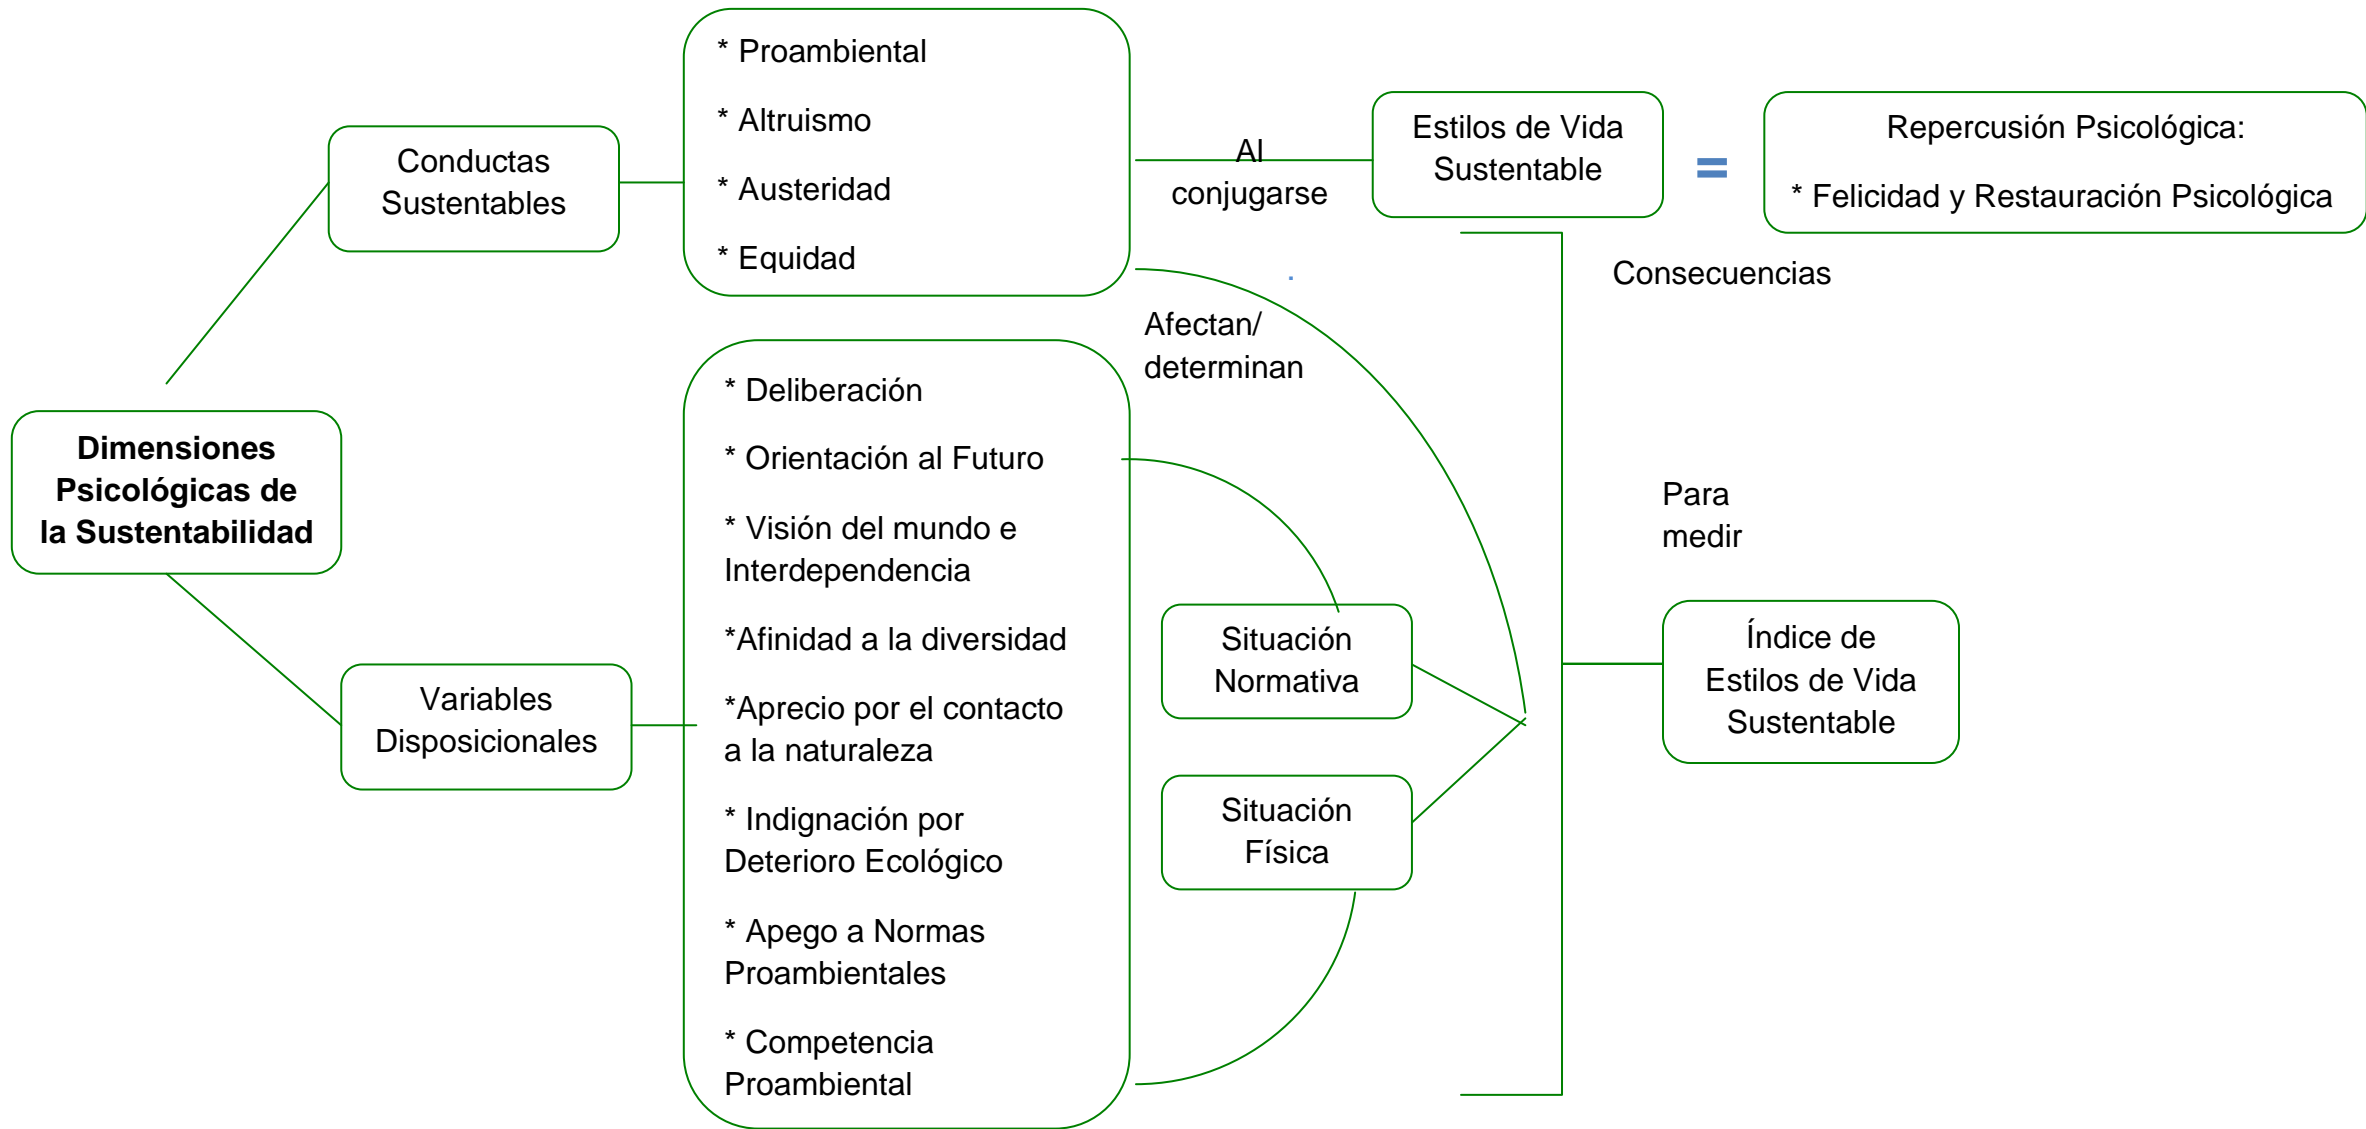 Dimensiones
Psicológicas de
la Sustentabilidad
Conductas
Sustentables
* Proambiental
* Altruismo
* Austeridad
* Equidad
Al
conjugarse
Estilos de Vida
Sustentable
=
Repercusión Psicológica:
* Felicidad y Restauración Psicológica
Consecuencias
Afectan/
determinan
Variables
Disposicionales
* Deliberación
* Orientación al Futuro
* Visión del mundo e
Interdependencia
*Afinidad a la diversidad
*Aprecio por el contacto
a la naturaleza
* Indignación por
Deterioro Ecológico
* Apego a Normas
Proambientales
* Competencia
Proambiental
Situación
Normativa
Situación
Física
Para
medir
Índice de
Estilos de Vida
Sustentable